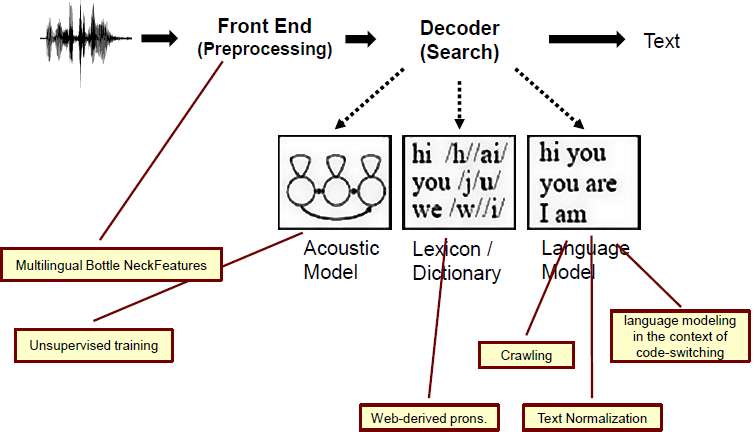 Front End
(Preprocessing)
Decoder
(Search)
Text
hi /h//ai/
you /j/u/
we /w//i/
hi you
you are
I am
Acoustic
Model
Lexicon /
Dictionary
Language
Model
Multilingual Bottle NeckFeatures
Unsupervised training
Crawling
language modeling
in the context of
code-switching
Web-derived prons.
Text Normalization